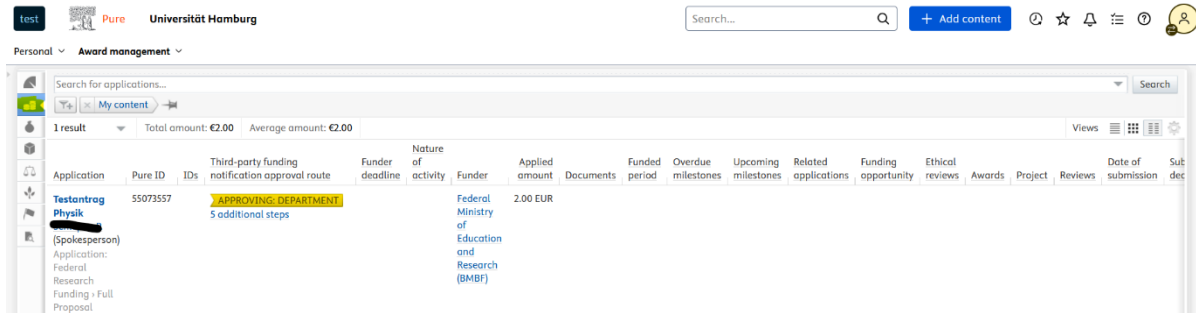 test Pure Universität Hamburg Search... + Add content
Personal Award management
Search for applications... Search
My content
1 result Total amount: €2.00 Average amount: €2.00 Views
Application Pure ID IDs Third-party funding notification approval route Funder deadline Nature of activity Funder Applied amount Documents Funded period Overdue milestones Upcoming milestones Related applications Funding opportunity Ethical reviews Awards Project Reviews Date of submission Sub dec
Testantrag 55073557 APPROVING: DEPARTMENT Federal 2.00 EUR
Physik 5 additional steps Ministry
of
(Spokesperson) Education
Application: and
Federal Research
Research (BMBF)
Funding › Full
Proposal